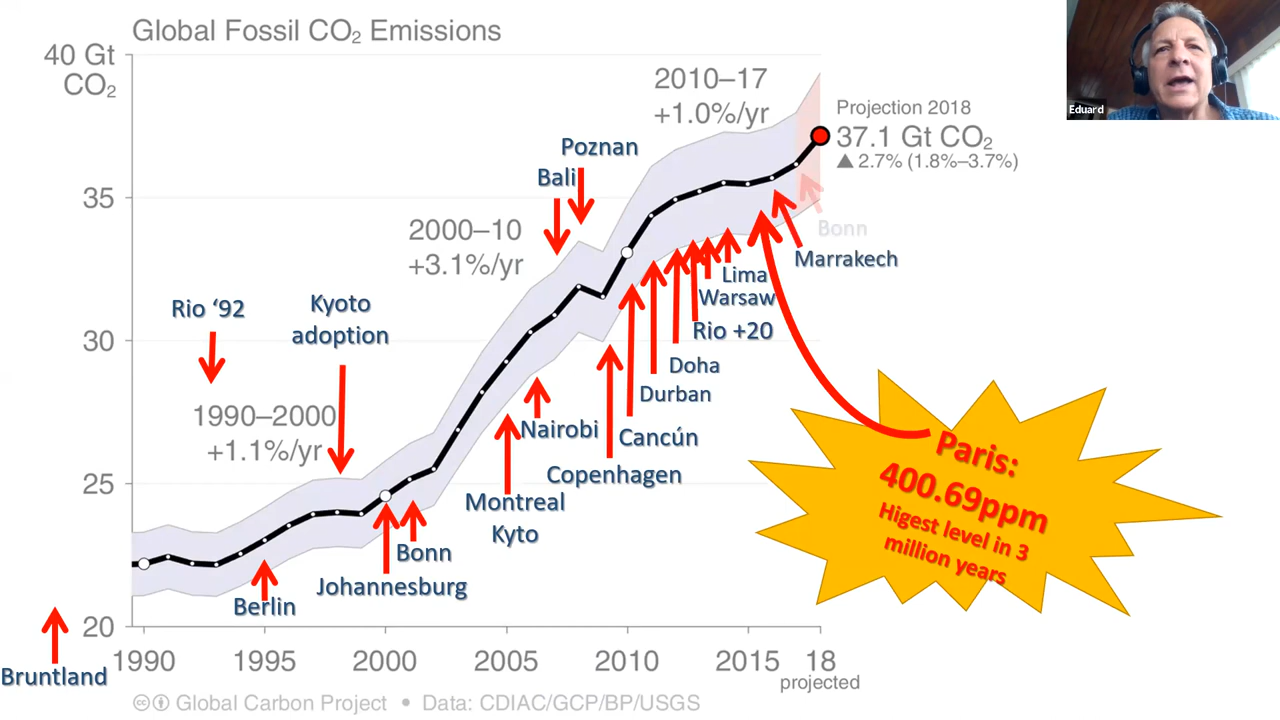 Global Fossil CO₂ Emissions
40 Gt
CO₂
35
30
25
20
1990
1995
2000
2005
2010
2015
18
projected
2010–17
+1.0%/yr
Projection 2018
37.1 Gt CO₂
▲ 2.7% (1.8%–3.7%)
Eduard
Poznan
Bali
2000–10
+3.1%/yr
Bonn
Marrakech
Lima
Warsaw
Rio +20
Doha
Durban
Cancún
Copenhagen
Nairobi
Montreal
Kyto
Rio ‘92
Kyoto
adoption
1990–2000
+1.1%/yr
Bonn
Johannesburg
Berlin
Bruntland
Paris:
400.69ppm
Higest level in 3
million years
Global Carbon Project • Data: CDIAC/GCP/BP/USGS